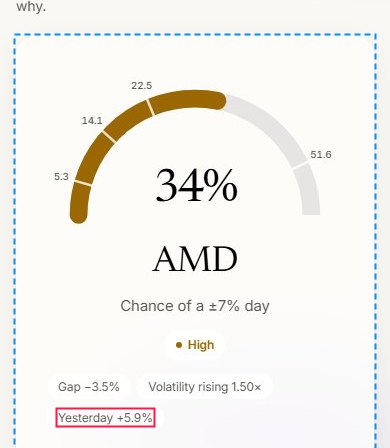 why.
22.5
14.1
5.3
51.6
34%
AMD
Chance of a ±7% day
High
Gap −3.5% Volatility rising 1.50×
Yesterday +5.9%